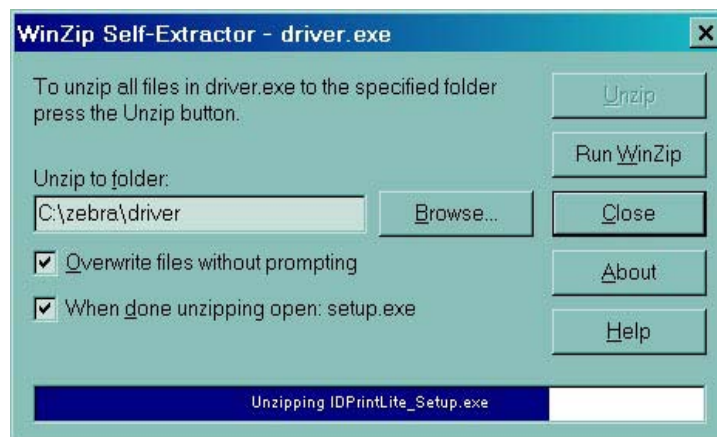 WinZip Self-Extractor - driver.exe
To unzip all files in driver.exe to the specified folder
press the Unzip button.
Unzip
Run WinZip
Unzip to folder:
C:\zebra\driver
Browse...
Close
Overwrite files without prompting
About
When done unzipping open: setup.exe
Help
Unzipping IDPrintLite_Setup.exe